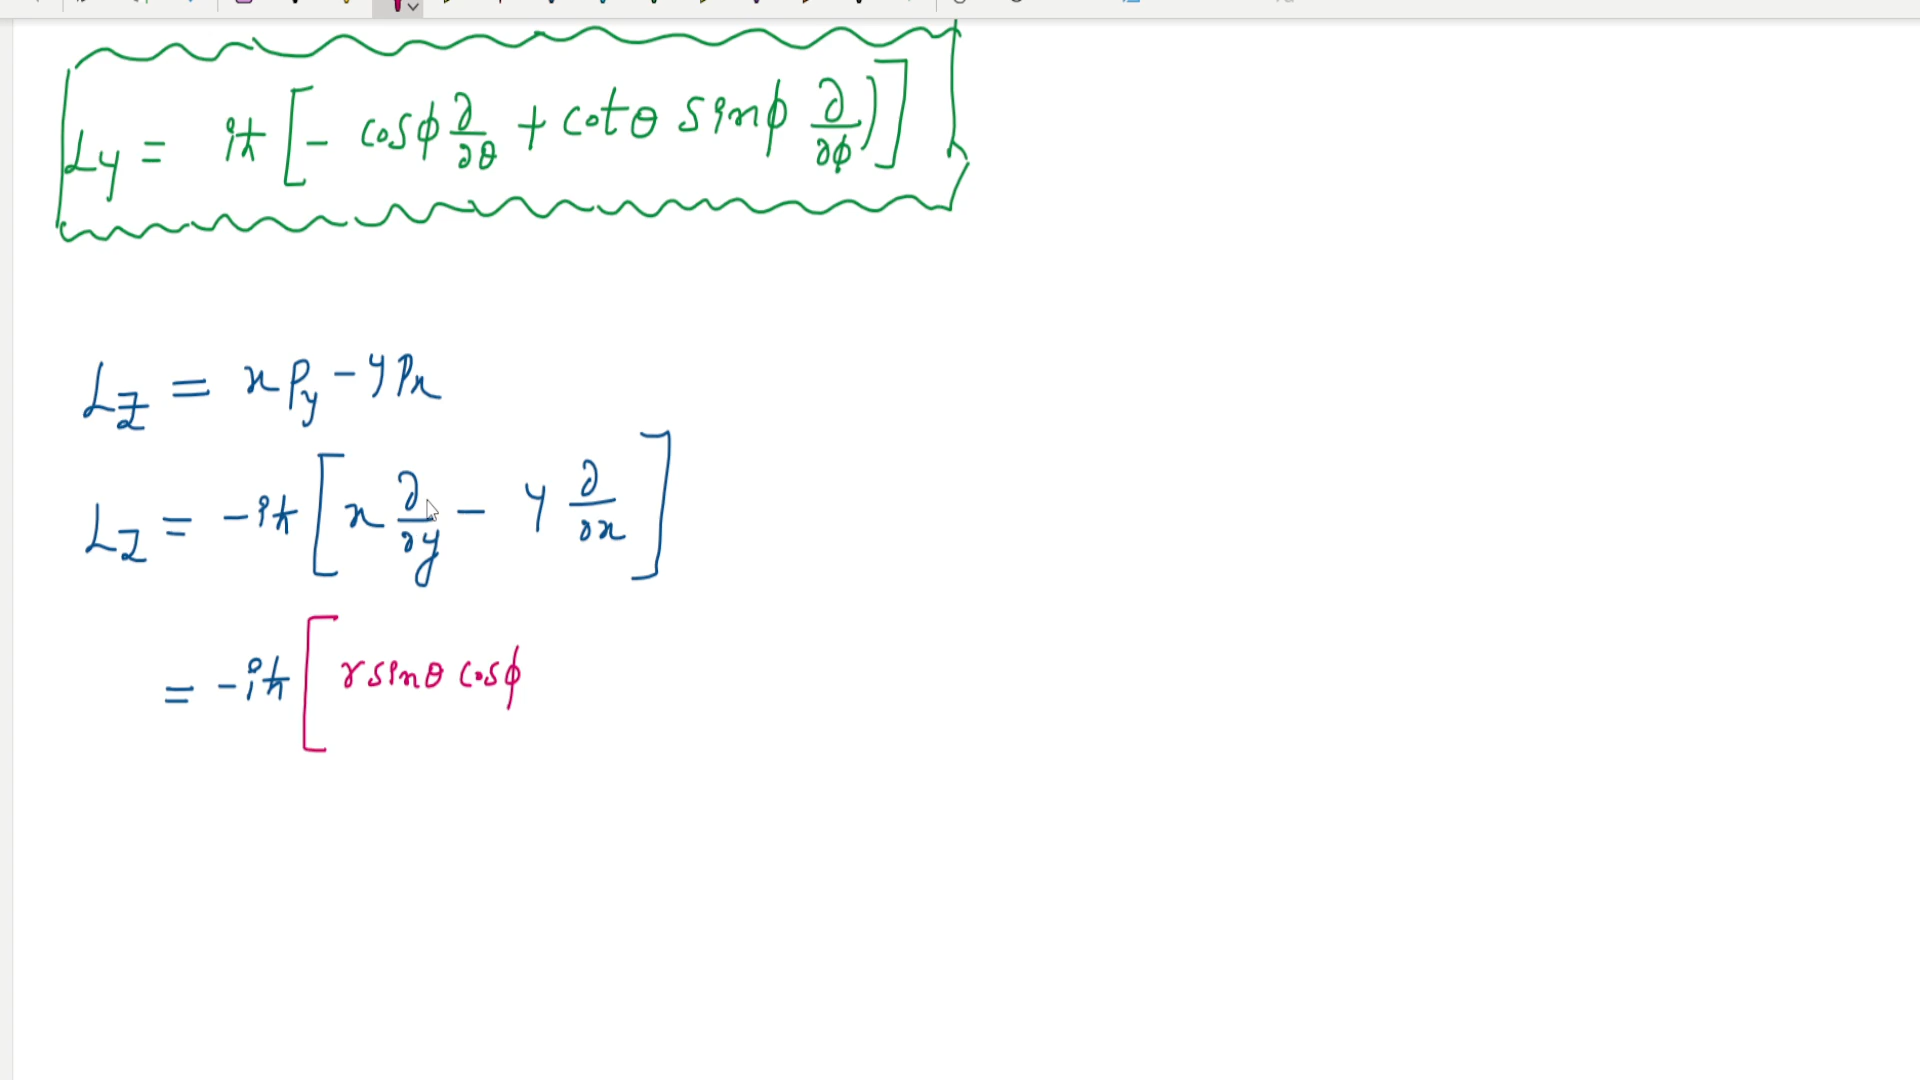 Ly = iħ [- cosϕ ∂/∂θ + cotθ sinϕ ∂/∂ϕ)]
Lz = x Py - y Px
Lz = -iħ [x ∂/∂y - y ∂/∂x]
= -iħ [ r sinθ cosϕ